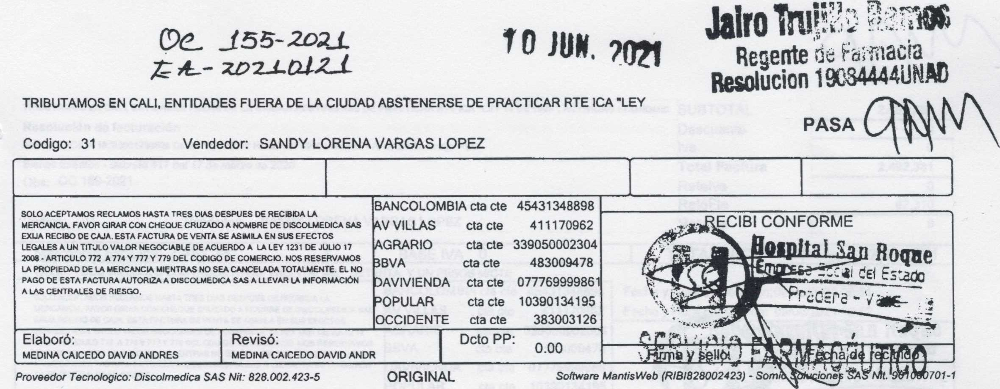 Jairo Trujillo Ramos
Regente de Farmacia
Resolucion 19084444UNAD
OC 155-2021
EA-20210121
10 JUN. 2021
TRIBUTAMOS EN CALI, ENTIDADES FUERA DE LA CIUDAD ABSTENERSE DE PRACTICAR RTE ICA "LEY
PASA
Codigo: 31 Vendedor: SANDY LORENA VARGAS LOPEZ
SOLO ACEPTAMOS RECLAMOS HASTA TRES DIAS DESPUES DE RECIBIDA LA
MERCANCIA. FAVOR GIRAR CON CHEQUE CRUZADO A NOMBRE DE DISCOLMEDICA SAS
EXIJA RECIBO DE CAJA. ESTA FACTURA DE VENTA SE ASIMILA EN SUS EFECTOS
LEGALES A UN TITULO VALOR NEGOCIABLE DE ACUERDO A LA LEY 1231 DE JULIO 17
2008 - ARTICULO 772 A 774 Y 777 Y 779 DEL CODIGO DE COMERCIO. NOS RESERVAMOS
LA PROPIEDAD DE LA MERCANCIA MIENTRAS NO SEA CANCELADA TOTALMENTE. EL NO
PAGO DE ESTA FACTURA AUTORIZA A DISCOLMEDICA SAS A LLEVAR LA INFORMACIÓN
A LAS CENTRALES DE RIESGO.
BANCOLOMBIA cta cte 45431348898
AV VILLAS cta cte 411170962
AGRARIO cta cte 339050002304
BBVA cta cte 483009478
DAVIVIENDA cta cte 077769999861
POPULAR cta cte 10390134195
OCCIDENTE cta cte 383003126
RECIBI CONFORME
Hospital San Roque
Empresa Social del Estado
Pradera - Valle
SERVICIO FARMACÉUTICO
Firma y sello: Fecha de recibido
Elaboró:
MEDINA CAICEDO DAVID ANDRES
Revisó:
MEDINA CAICEDO DAVID ANDR
Dcto PP:
0.00
Proveedor Tecnologico: Discolmedica SAS Nit: 828.002.423-5
ORIGINAL
Software MantisWeb (RIBI828002423) - Somic Soluciones SAS Nit. 901060701-1